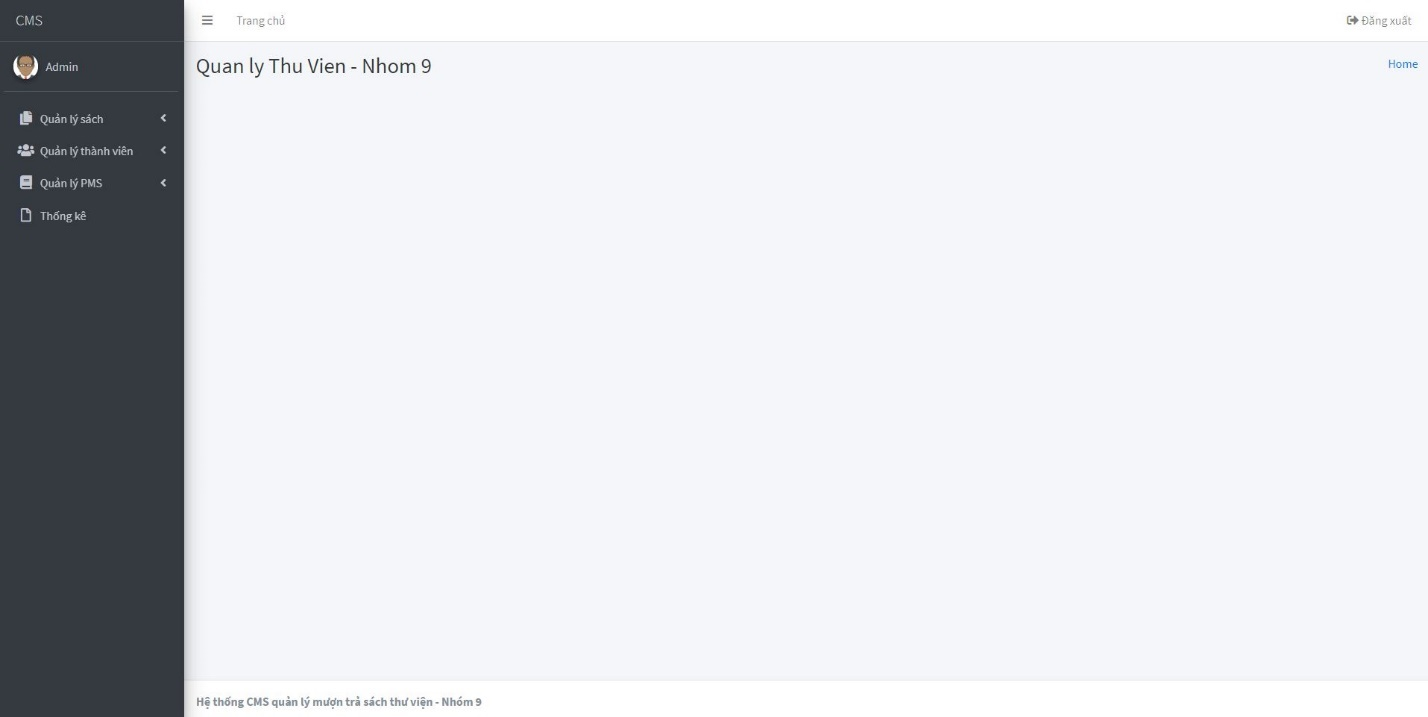 CMS
Trang chủ
Đăng xuất
Admin
Quan ly Thu Vien - Nhom 9
Home
Quản lý sách
Quản lý thành viên
Quản lý PMS
Thống kê
Hệ thống CMS quản lý mượn trả sách thư viện - Nhóm 9